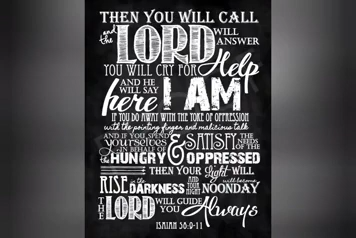 THEN YOU WILL CALL
and the LORD WILL ANSWER
YOU WILL CRY FOR Help
AND HE WILL SAY
here I AM
IF YOU DO AWAY WITH THE YOKE OF OPPRESSION
with the pointing finger and malicious talk
AND IF YOU SPEND yourselves IN BEHALF OF
the HUNGRY & SATISFY THE NEEDS OF THE OPPRESSED
THEN YOUR Light WILL
RISE in the DARKNESS AND YOUR NIGHT will become NOONDAY
THE LORD WILL GUIDE YOU Always
ISAIAH 58:9-11